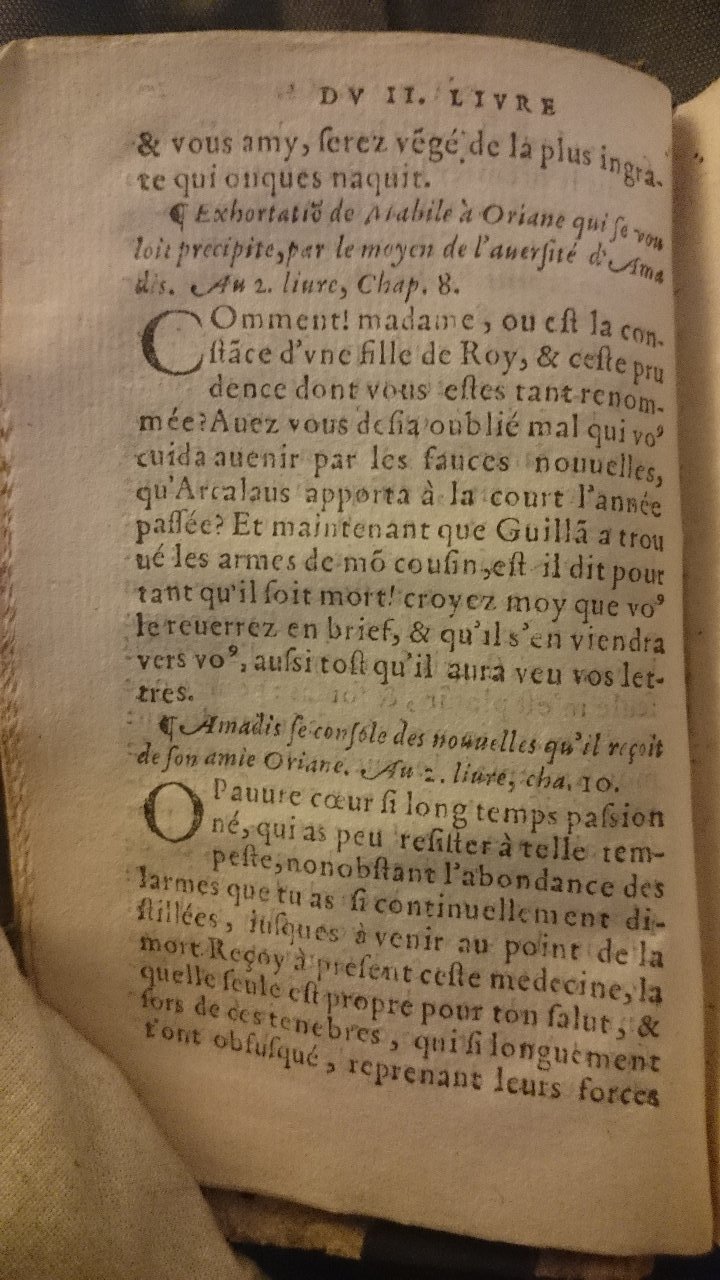 DV II. LIVRE
& vous amy, ſerez vēgé de la plus ingra-
te qui onques naquit.
¶ Exhortatiō de Mabile à Oriane qui ſe vou
loit precipite, par le moyen de l'auerſité d'Ama
dis. Au 2. liure, Chap. 8.
COmment! madame, ou eſt la con-
ſtāce d'vne fille de Roy, & ceſte pru
dence dont vous eſtes tant renom-
mée? Auez vous deſia oublié mal qui voꝰ
cuida auenir par les fauces nouuelles,
qu'Arcalaus apporta à la court l'année
paſſée? Et maintenant que Guillā a trou
ué les armes de mō couſin, eſt il dit pour
tant qu'il ſoit mort! croyez moy que voꝰ
le reuerrez en brief, & qu'il s'en viendra
vers voꝰ, auſsi toſt qu'il aura veu vos let-
tres.
¶ Amadis ſe conſole des nouuelles qu'il reçoit
de ſon amie Oriane. Au 2. liure, cha. 10.
O Pauure cœur ſi long temps paſsion
né, qui as peu reſiſter à telle tem-
peſte, nonobſtant l'abondance des
larmes que tu as ſi continuellement di-
ſtillées, iuſques à venir au point de la
mort Reçoy à preſent ceſte medecine, la
quelle ſeule eſt propre pour ton ſalut, &
ſors de ces tenebres, qui ſi longuement
t'ont obſuſqué, reprenant leurs forces